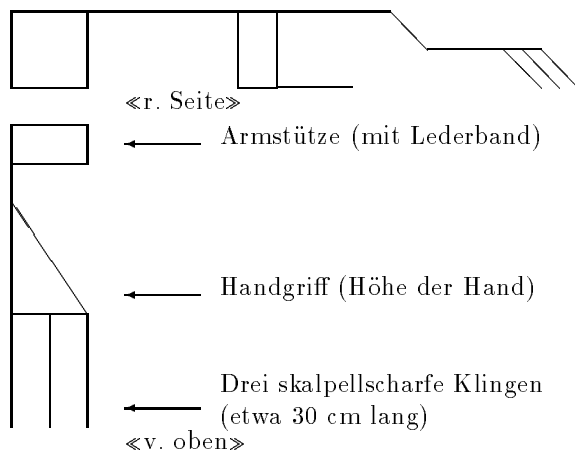 ≪r. Seite≫
Armstütze (mit Lederband)
Handgriff (Höhe der Hand)
Drei skalpellscharfe Klingen
(etwa 30 cm lang)
≪v. oben≫